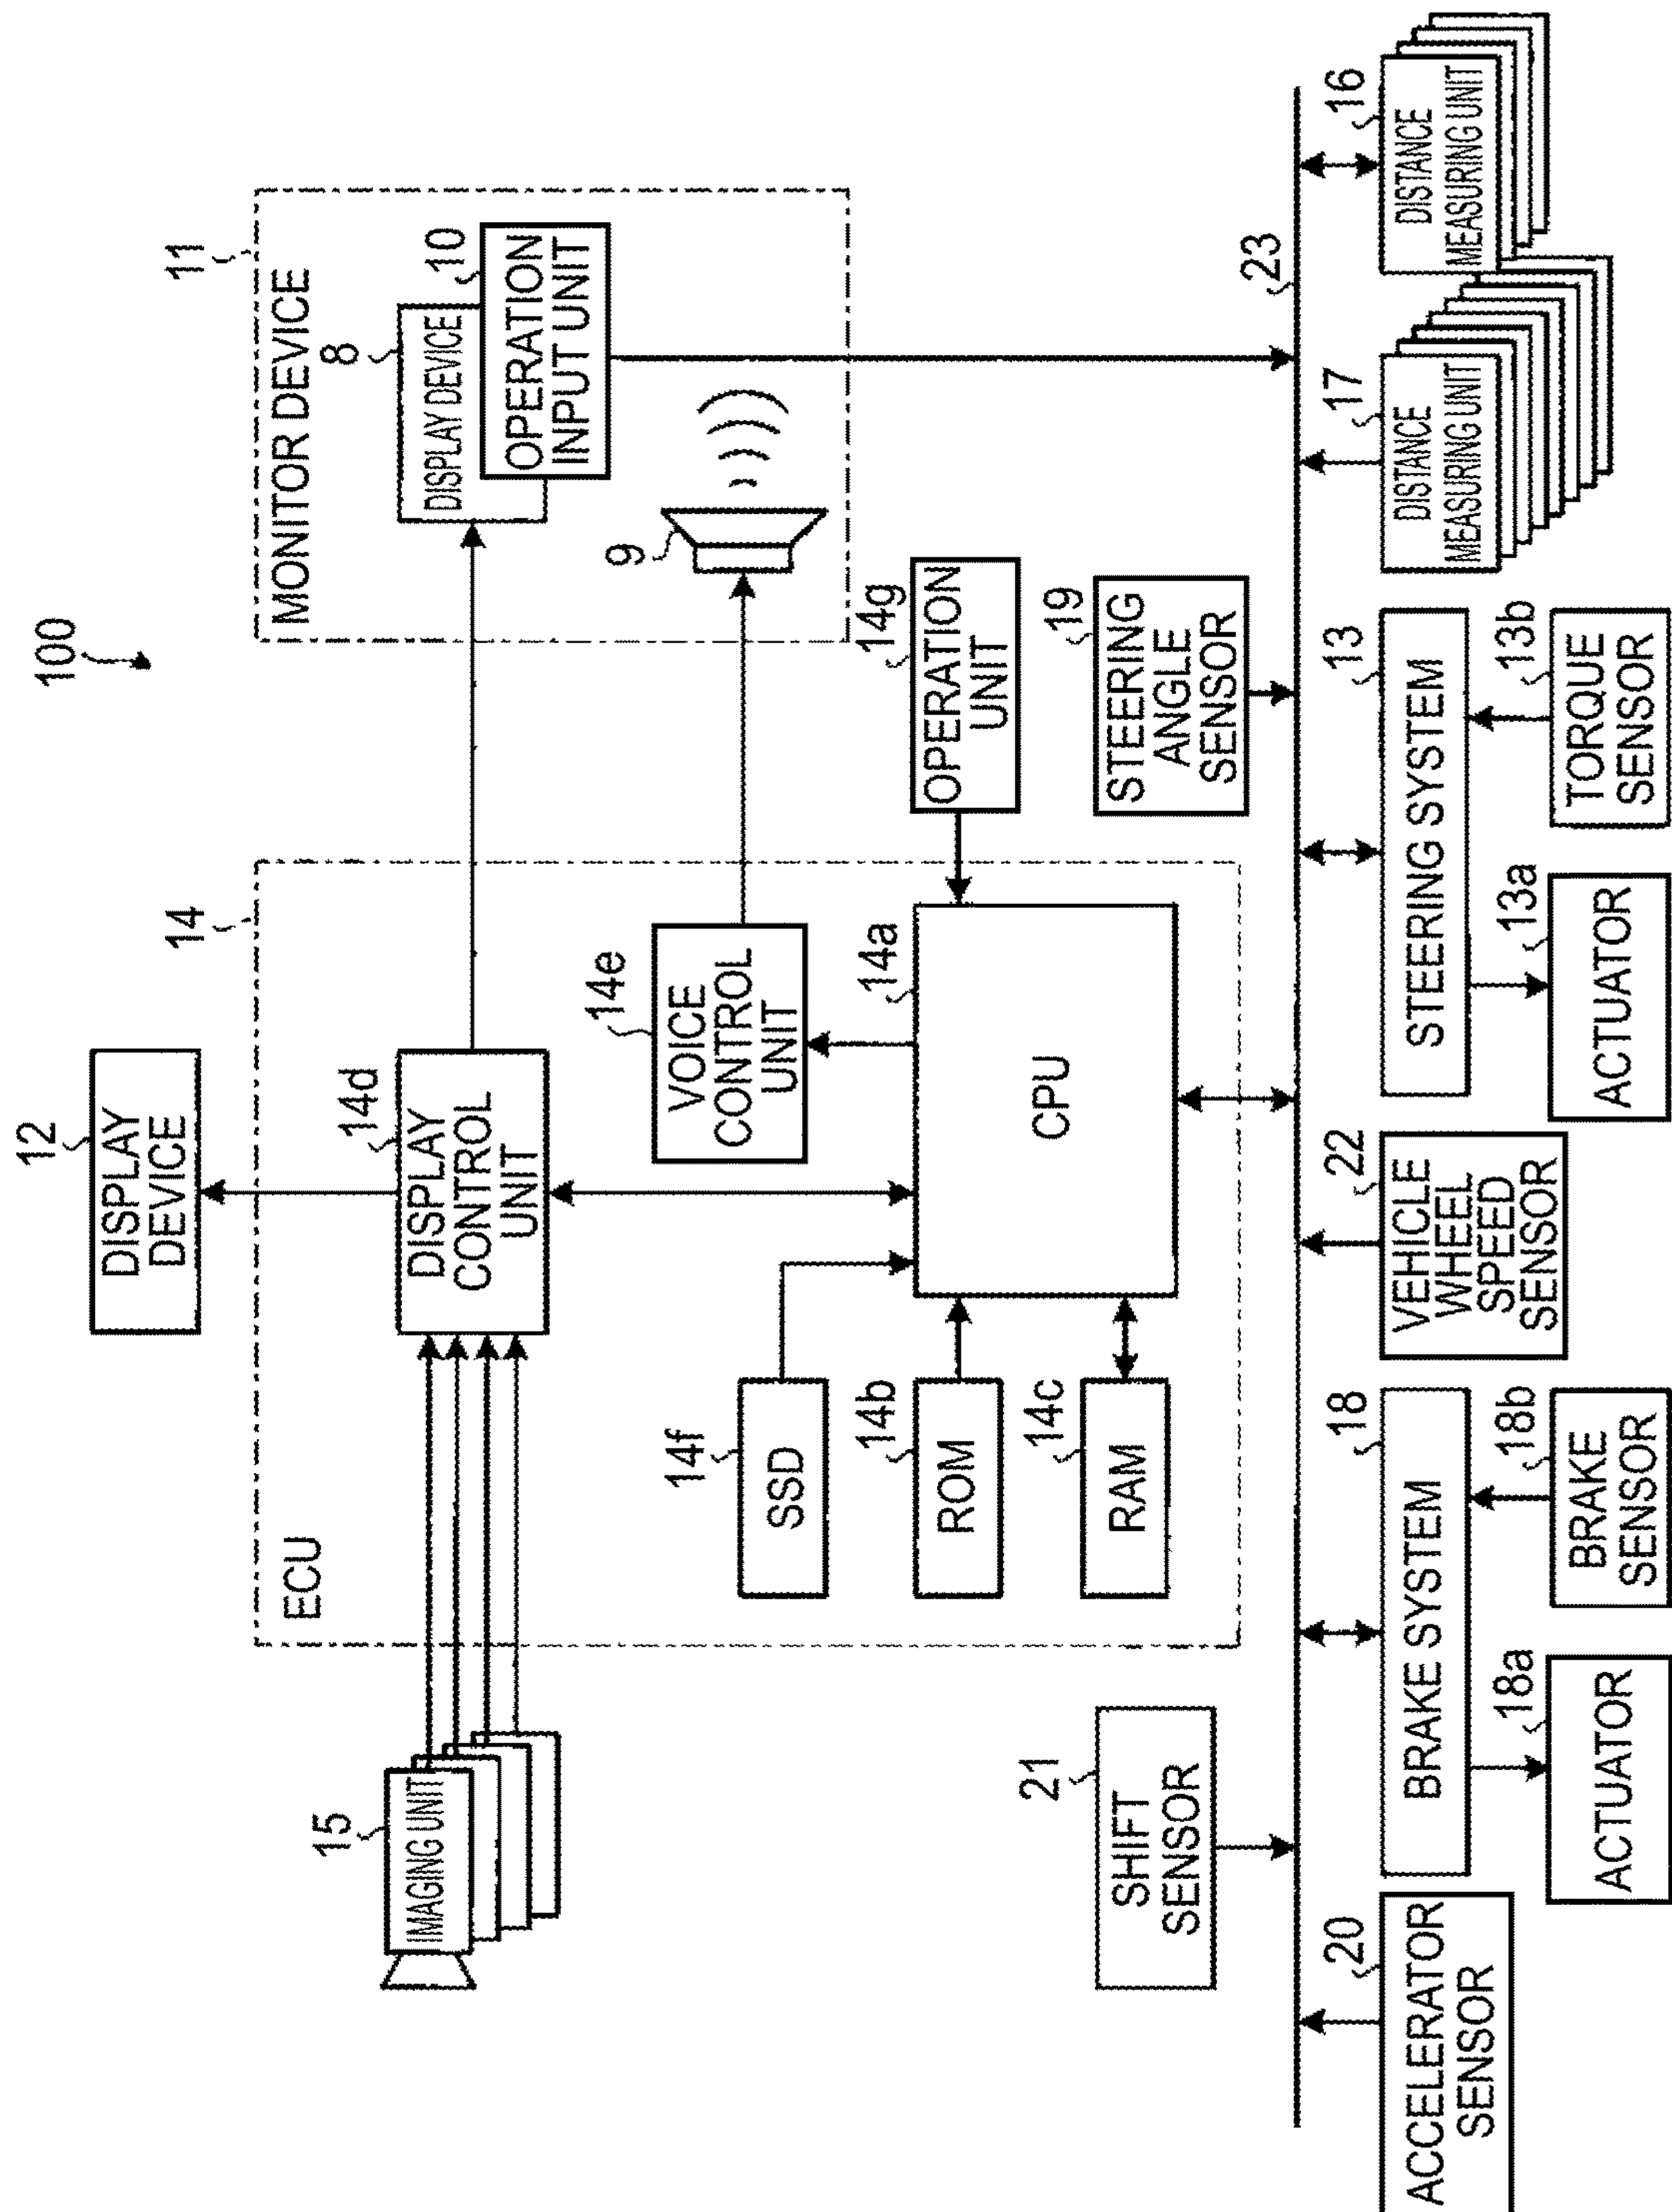 100
12
DISPLAY
DEVICE
15
IMAGING UNIT
14
ECU
14d
DISPLAY
CONTROL
UNIT
14e
VOICE
CONTROL
UNIT
14f
SSD
14b
ROM
14c
RAM
14a
CPU
11
MONITOR DEVICE
8
DISPLAY DEVICE
10
OPERATION
INPUT UNIT
9
14g
OPERATION
UNIT
21
SHIFT
SENSOR
19
STEERING
ANGLE
SENSOR
23
20
ACCELERATOR
SENSOR
18
BRAKE SYSTEM
18a
ACTUATOR
18b
BRAKE
SENSOR
22
VEHICLE
WHEEL
SPEED
SENSOR
13
STEERING SYSTEM
13a
ACTUATOR
13b
TORQUE
SENSOR
17
DISTANCE
MEASURING UNIT
16
DISTANCE
MEASURING UNIT